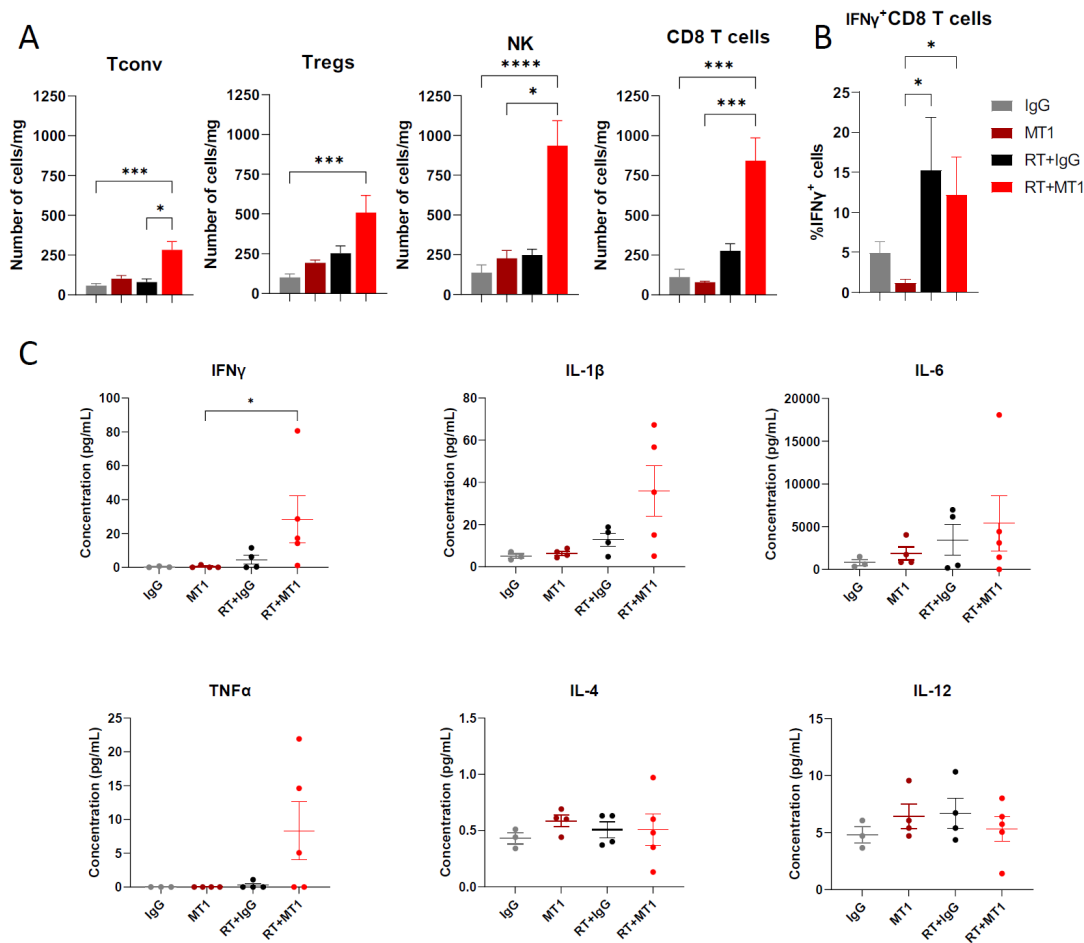 A
Tconv
Number of cells/mg
1250
1000
750
500
250
0
***
*
Tregs
Number of cells/mg
1250
1000
750
500
250
0
***
NK
Number of cells/mg
1250
1000
750
500
250
0
****
*
CD8 T cells
Number of cells/mg
1250
1000
750
500
250
0
***
***
B
IFNγ+CD8 T cells
%IFNγ+ cells
25
20
15
10
5
0
*
*
IgG
MT1
RT+IgG
RT+MT1
C
IFNγ
Concentration (pg/mL)
100
80
60
40
20
0
*
IgG
MT1
RT+IgG
RT+MT1
IL-1β
Concentration (pg/mL)
80
60
40
20
0
IgG
MT1
RT+IgG
RT+MT1
IL-6
Concentration (pg/mL)
20000
15000
10000
5000
0
IgG
MT1
RT+IgG
RT+MT1
TNFα
Concentration (pg/mL)
25
20
15
10
5
0
IgG
MT1
RT+IgG
RT+MT1
IL-4
Concentration (pg/mL)
1.5
1.0
0.5
0.0
IgG
MT1
RT+IgG
RT+MT1
IL-12
Concentration (pg/mL)
15
10
5
0
IgG
MT1
RT+IgG
RT+MT1